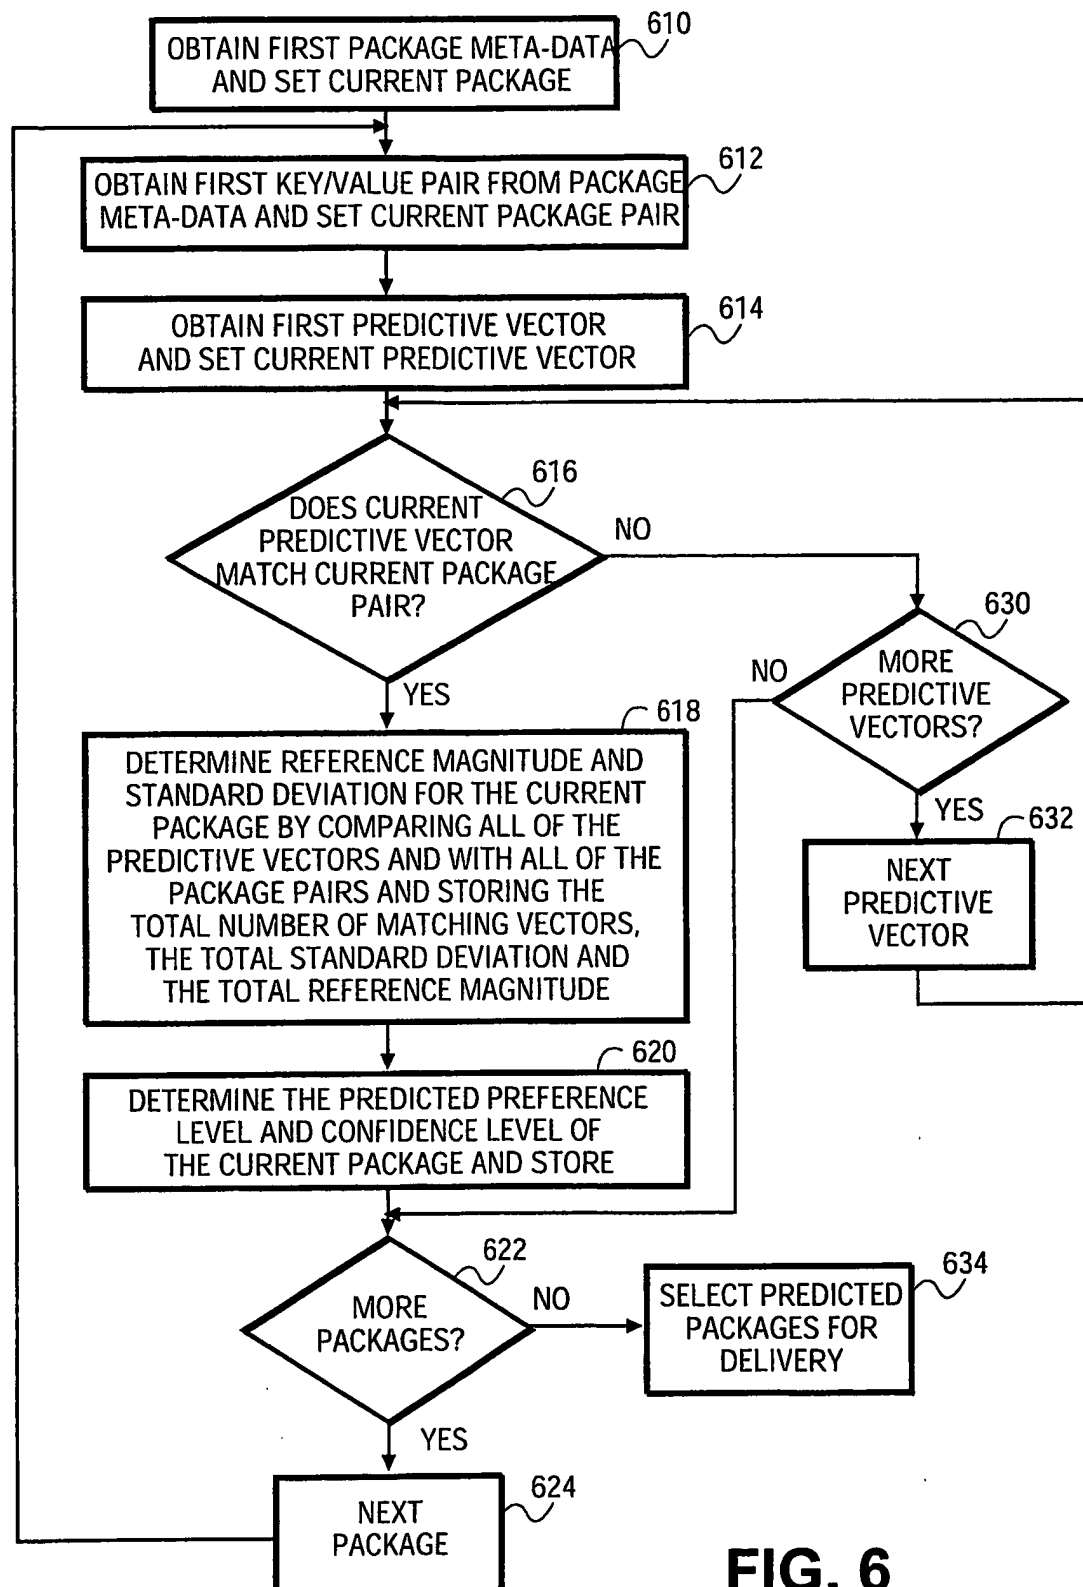 610
OBTAIN FIRST PACKAGE META-DATA
AND SET CURRENT PACKAGE
612
OBTAIN FIRST KEY/VALUE PAIR FROM PACKAGE
META-DATA AND SET CURRENT PACKAGE PAIR
614
OBTAIN FIRST PREDICTIVE VECTOR
AND SET CURRENT PREDICTIVE VECTOR
616
DOES CURRENT
PREDICTIVE VECTOR
MATCH CURRENT PACKAGE
PAIR?
NO
YES
630
MORE
PREDICTIVE
VECTORS?
NO
YES
632
NEXT
PREDICTIVE
VECTOR
618
DETERMINE REFERENCE MAGNITUDE AND
STANDARD DEVIATION FOR THE CURRENT
PACKAGE BY COMPARING ALL OF THE
PREDICTIVE VECTORS AND WITH ALL OF THE
PACKAGE PAIRS AND STORING THE
TOTAL NUMBER OF MATCHING VECTORS,
THE TOTAL STANDARD DEVIATION AND
THE TOTAL REFERENCE MAGNITUDE
620
DETERMINE THE PREDICTED PREFERENCE
LEVEL AND CONFIDENCE LEVEL OF
THE CURRENT PACKAGE AND STORE
622
MORE
PACKAGES?
NO
YES
634
SELECT PREDICTED
PACKAGES FOR
DELIVERY
624
NEXT
PACKAGE
FIG. 6